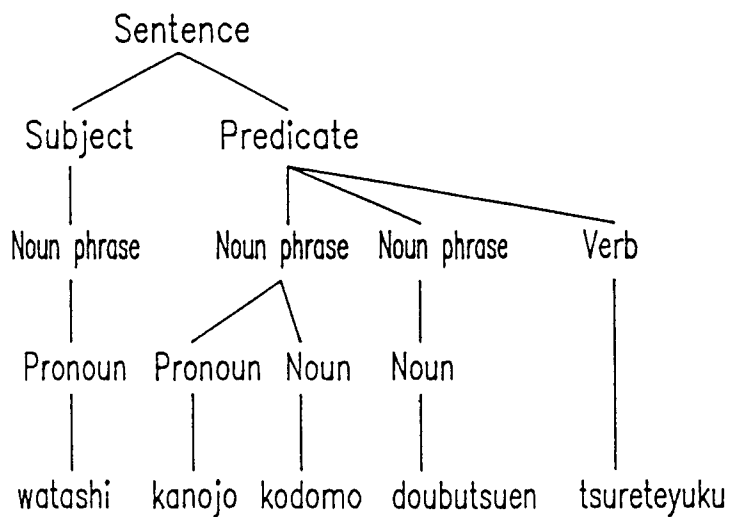 Sentence
Subject Predicate
Noun phrase Noun phrase Noun phrase Verb
Pronoun Pronoun Noun Noun
watashi kanojo kodomo doubutsuen tsureteyuku